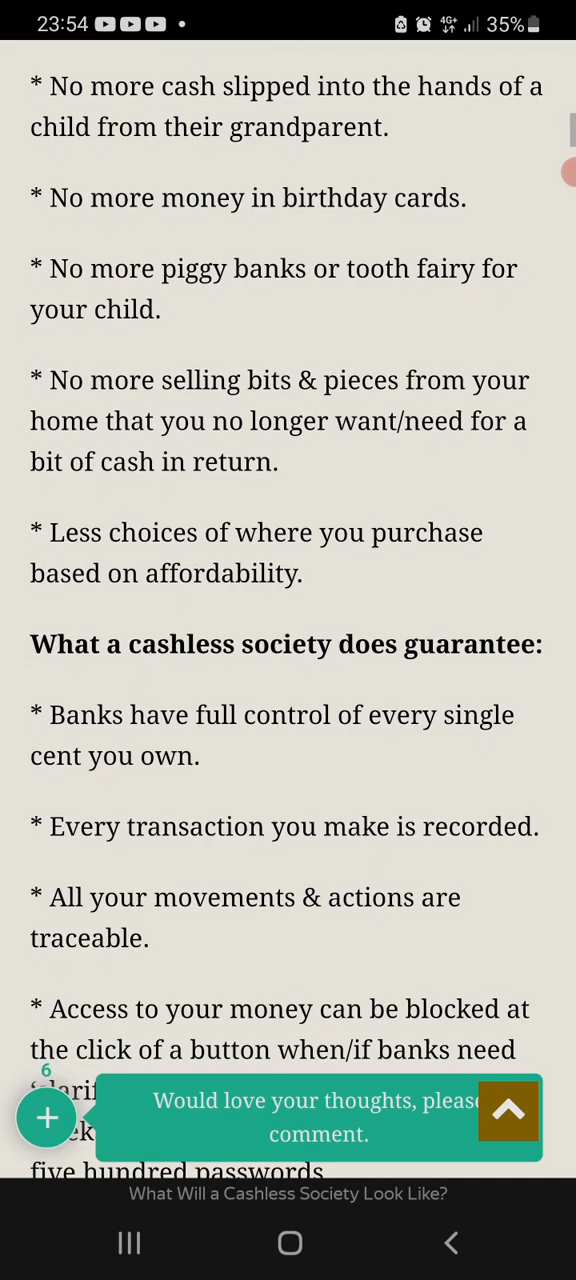 23:54
4G+
35%
* No more cash slipped into the hands of a
child from their grandparent.
* No more money in birthday cards.
* No more piggy banks or tooth fairy for
your child.
* No more selling bits & pieces from your
home that you no longer want/need for a
bit of cash in return.
* Less choices of where you purchase
based on affordability.
What a cashless society does guarantee:
* Banks have full control of every single
cent you own.
* Every transaction you make is recorded.
* All your movements & actions are
traceable.
* Access to your money can be blocked at
the click of a button when/if banks need
6
Would love your thoughts, please
comment.
five hundred passwords
What Will a Cashless Society Look Like?